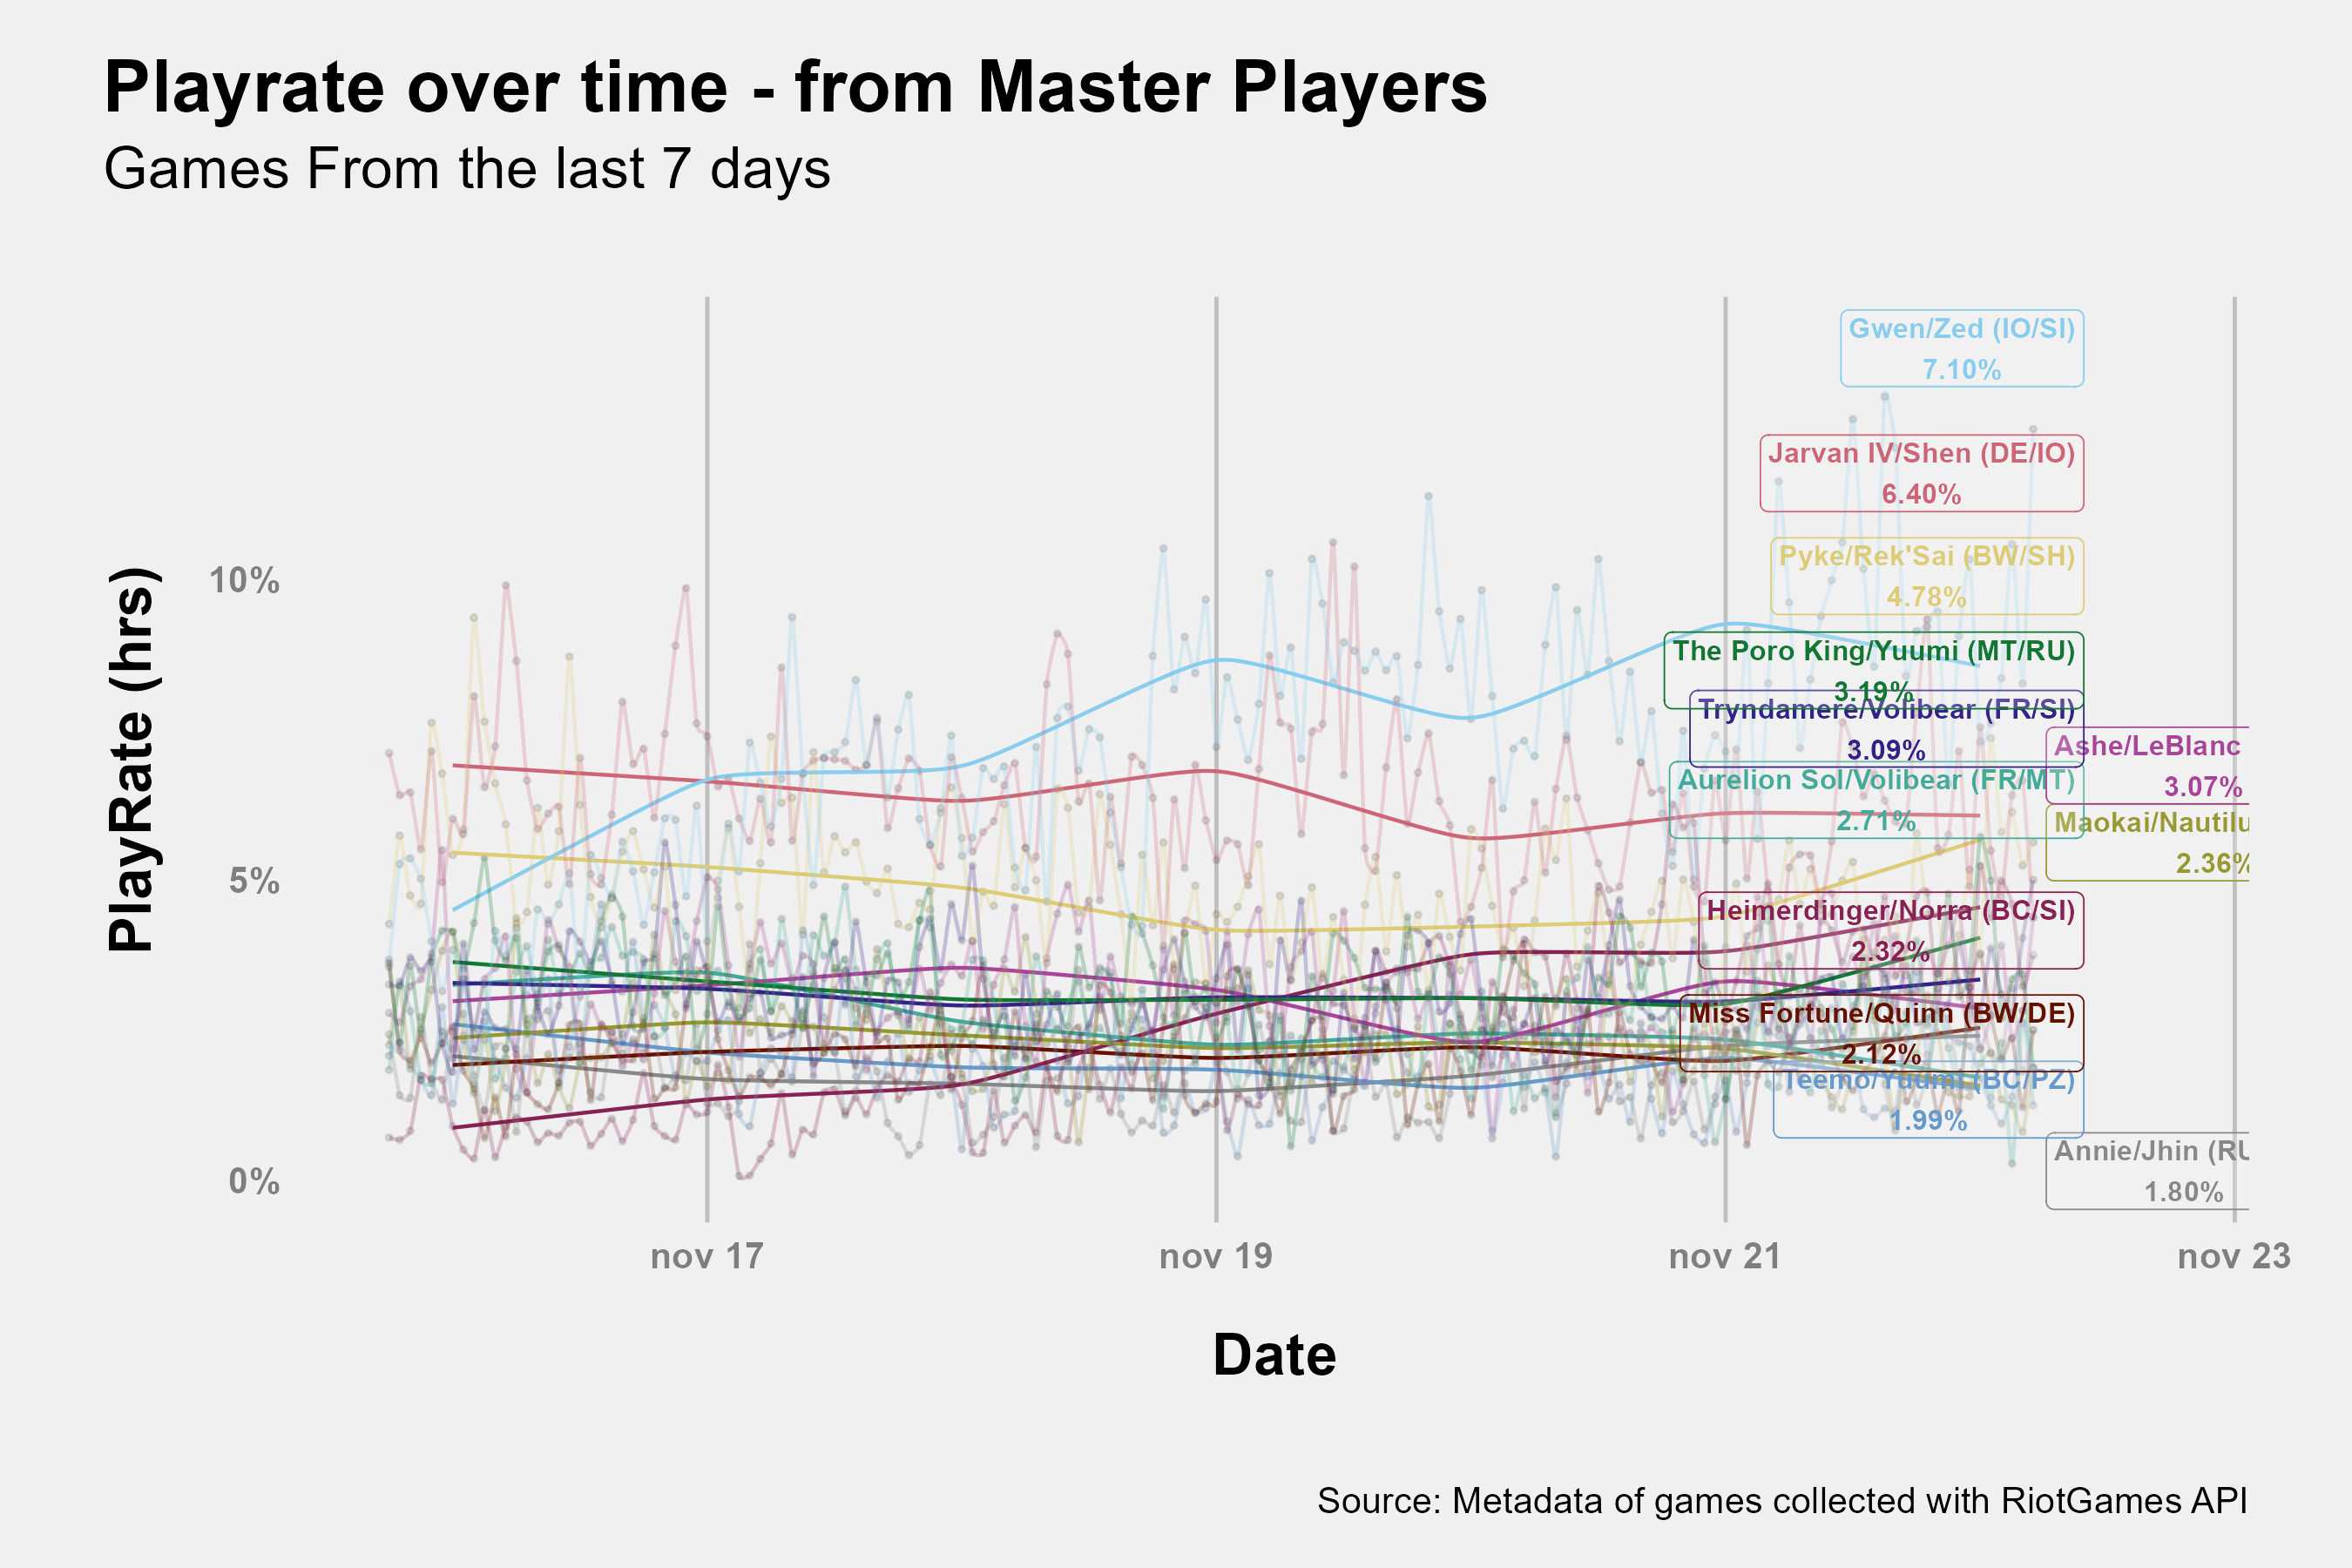 Playrate over time - from Master Players
Games From the last 7 days
PlayRate (hrs)
10%
5%
0%
Gwen/Zed (IO/SI)
7.10%
Jarvan IV/Shen (DE/IO)
6.40%
Pyke/Rek'Sai (BW/SH)
4.78%
The Poro King/Yuumi (MT/RU)
3.19%
Tryndamere/Volibear (FR/SI)
3.09%
Ashe/LeBlanc
3.07%
Aurelion Sol/Volibear (FR/MT)
2.71%
Maokai/Nautilu
2.36%
Heimerdinger/Norra (BC/SI)
2.32%
Miss Fortune/Quinn (BW/DE)
2.12%
Teemo/Yuumi (BC/PZ)
1.99%
Annie/Jhin (RU
1.80%
nov 17
nov 19
nov 21
nov 23
Date
Source: Metadata of games collected with RiotGames API